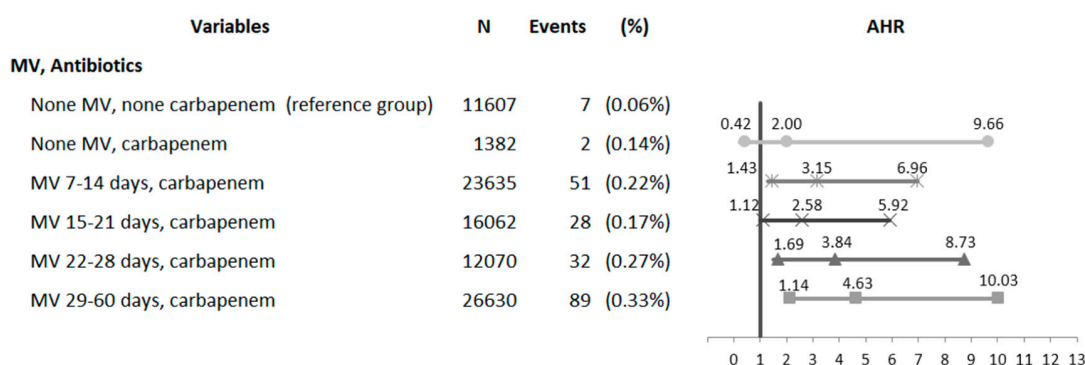 Variables N Events (%) AHR
MV, Antibiotics
None MV, none carbapenem (reference group) 11607 7 (0.06%)
0.42 2.00 9.66
None MV, carbapenem 1382 2 (0.14%)
1.43 3.15 6.96
MV 7-14 days, carbapenem 23635 51 (0.22%)
1.12 2.58 5.92
MV 15-21 days, carbapenem 16062 28 (0.17%)
1.69 3.84 8.73
MV 22-28 days, carbapenem 12070 32 (0.27%)
1.14 4.63 10.03
MV 29-60 days, carbapenem 26630 89 (0.33%)
0 1 2 3 4 5 6 7 8 9 10 11 12 13